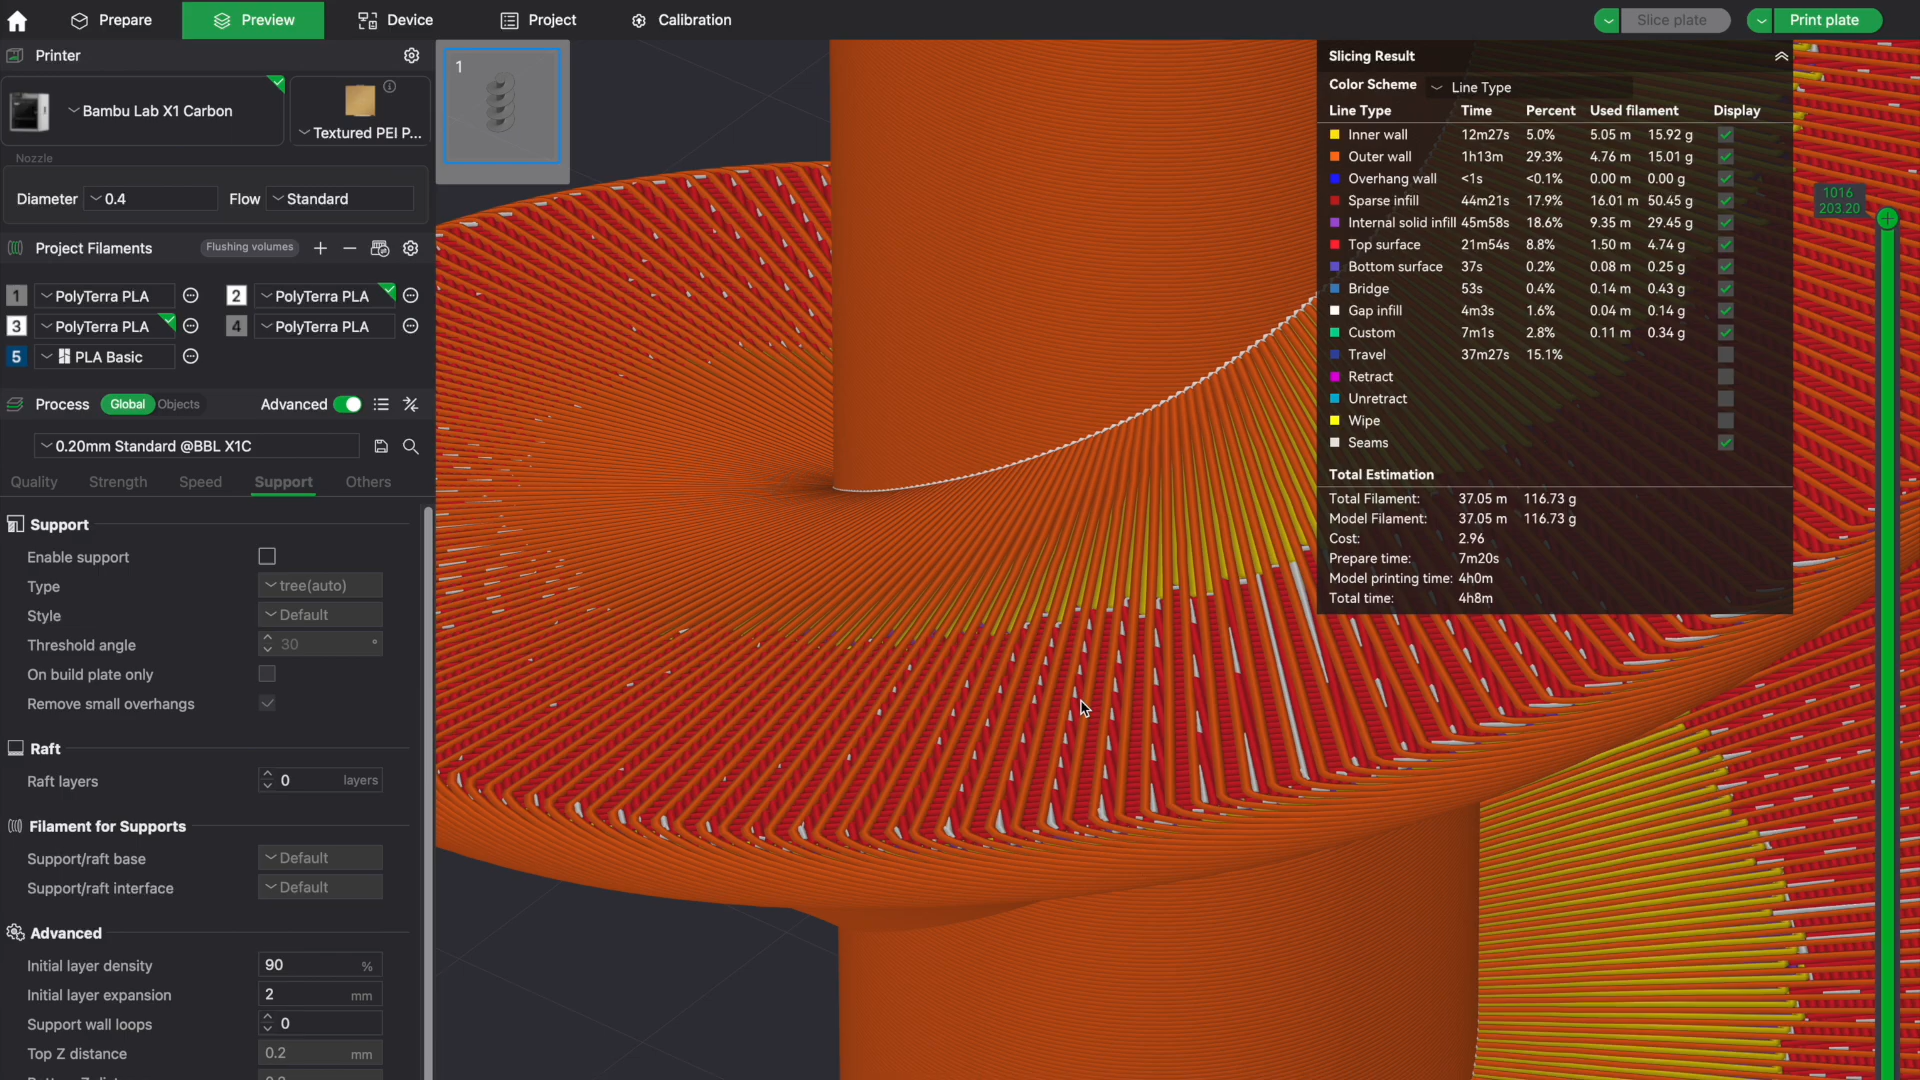 Prepare
Preview
Device
Project
Calibration
Slice plate
Print plate
Printer
Bambu Lab X1 Carbon
Textured PEI P...
Nozzle
Diameter
0.4
Flow
Standard
Project Filaments
Flushing volumes
1 PolyTerra PLA
2 PolyTerra PLA
3 PolyTerra PLA
4 PolyTerra PLA
5 PLA Basic
Process
Global
Objects
Advanced
0.20mm Standard @BBL X1C
Quality
Strength
Speed
Support
Others
Support
Enable support
Type tree(auto)
Style Default
Threshold angle 30 °
On build plate only
Remove small overhangs
Raft
Raft layers 0 layers
Filament for Supports
Support/raft base Default
Support/raft interface Default
Advanced
Initial layer density 90 %
Initial layer expansion 2 mm
Support wall loops 0
Top Z distance 0.2 mm
1
Slicing Result
Color Scheme Line Type
Line Type Time Percent Used filament Display
Inner wall 12m27s 5.0% 5.05 m 15.92 g
Outer wall 1h13m 29.3% 4.76 m 15.01 g
Overhang wall <1s <0.1% 0.00 m 0.00 g
Sparse infill 44m21s 17.9% 16.01 m 50.45 g
Internal solid infill 45m58s 18.6% 9.35 m 29.45 g
Top surface 21m54s 8.8% 1.50 m 4.74 g
Bottom surface 37s 0.2% 0.08 m 0.25 g
Bridge 53s 0.4% 0.14 m 0.43 g
Gap infill 4m3s 1.6% 0.04 m 0.14 g
Custom 7m1s 2.8% 0.11 m 0.34 g
Travel 37m27s 15.1%
Retract
Unretract
Wipe
Seams
Total Estimation
Total Filament: 37.05 m 116.73 g
Model Filament: 37.05 m 116.73 g
Cost: 2.96
Prepare time: 7m20s
Model printing time: 4h0m
Total time: 4h8m
1016
203.20